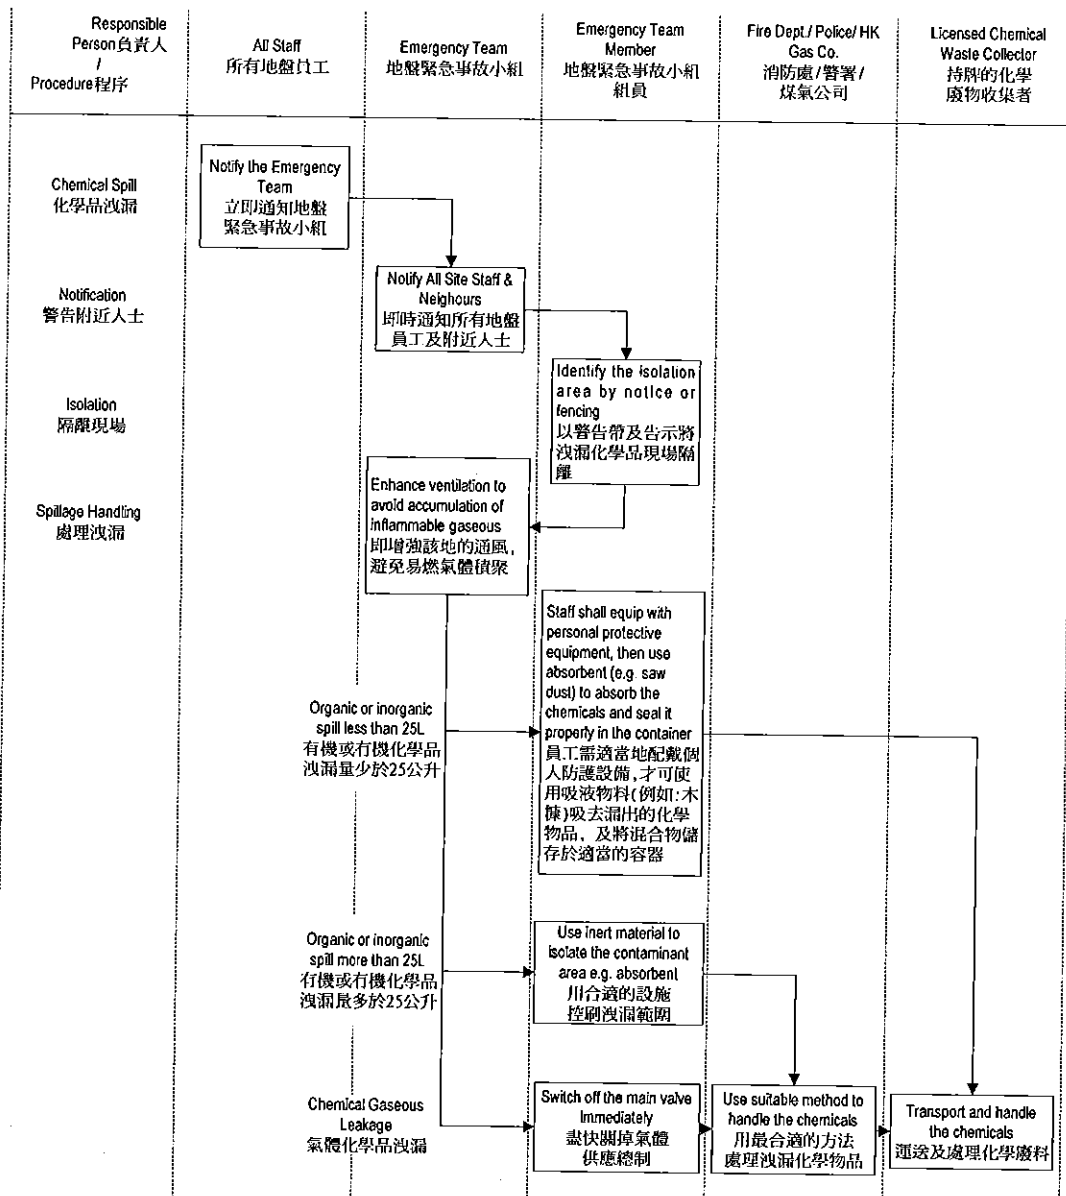 Responsible
Person負責人
/
Procedure程序
All Staff
所有地盤員工
Emergency Team
地盤緊急事故小組
Emergency Team
Member
地盤緊急事故小組
組員
Fire Dept./ Police/ HK
Gas Co.
消防處/警署/
煤氣公司
Licensed Chemical
Waste Collector
持牌的化學
廢物收集者
Chemical Spill
化學品洩漏
Notify the Emergency
Team
立即通知地盤
緊急事故小組
Notification
警告附近人士
Notify All Site Staff &
Neighours
即時通知所有地盤
員工及附近人士
Isolation
隔離現場
Identify the isolation
area by notice or
fencing
以警告帶及告示將
洩漏化學品現場隔
離
Spillage Handling
處理洩漏
Enhance ventilation to
avoid accumulation of
inflammable gaseous
即增強該地的通風,
避免易燃氣體積聚
Organic or inorganic
spill less than 25L
有機或有機化學品
洩漏量少於25公升
Staff shall equip with
personal protective
equipment, then use
absorbent (e.g. saw
dust) to absorb the
chemicals and seal it
properly in the container
員工需適當地配戴個
人防護設備,才可使
用吸液物料(例如:木
糠)吸去漏出的化學
物品, 及將混合物儲
存於適當的容器
Organic or inorganic
spill more than 25L
有機或有機化學品
洩漏量多於25公升
Use inert material to
isolate the contaminant
area e.g. absorbent
用合適的設施
控制洩漏範圍
Chemical Gaseous
Leakage
氣體化學品洩漏
Switch off the main valve
Immediately
盡快關掉氣體
供應總制
Use suitable method to
handle the chemicals
用最合適的方法
處理洩漏化學物品
Transport and handle
the chemicals
運送及處理化學廢料